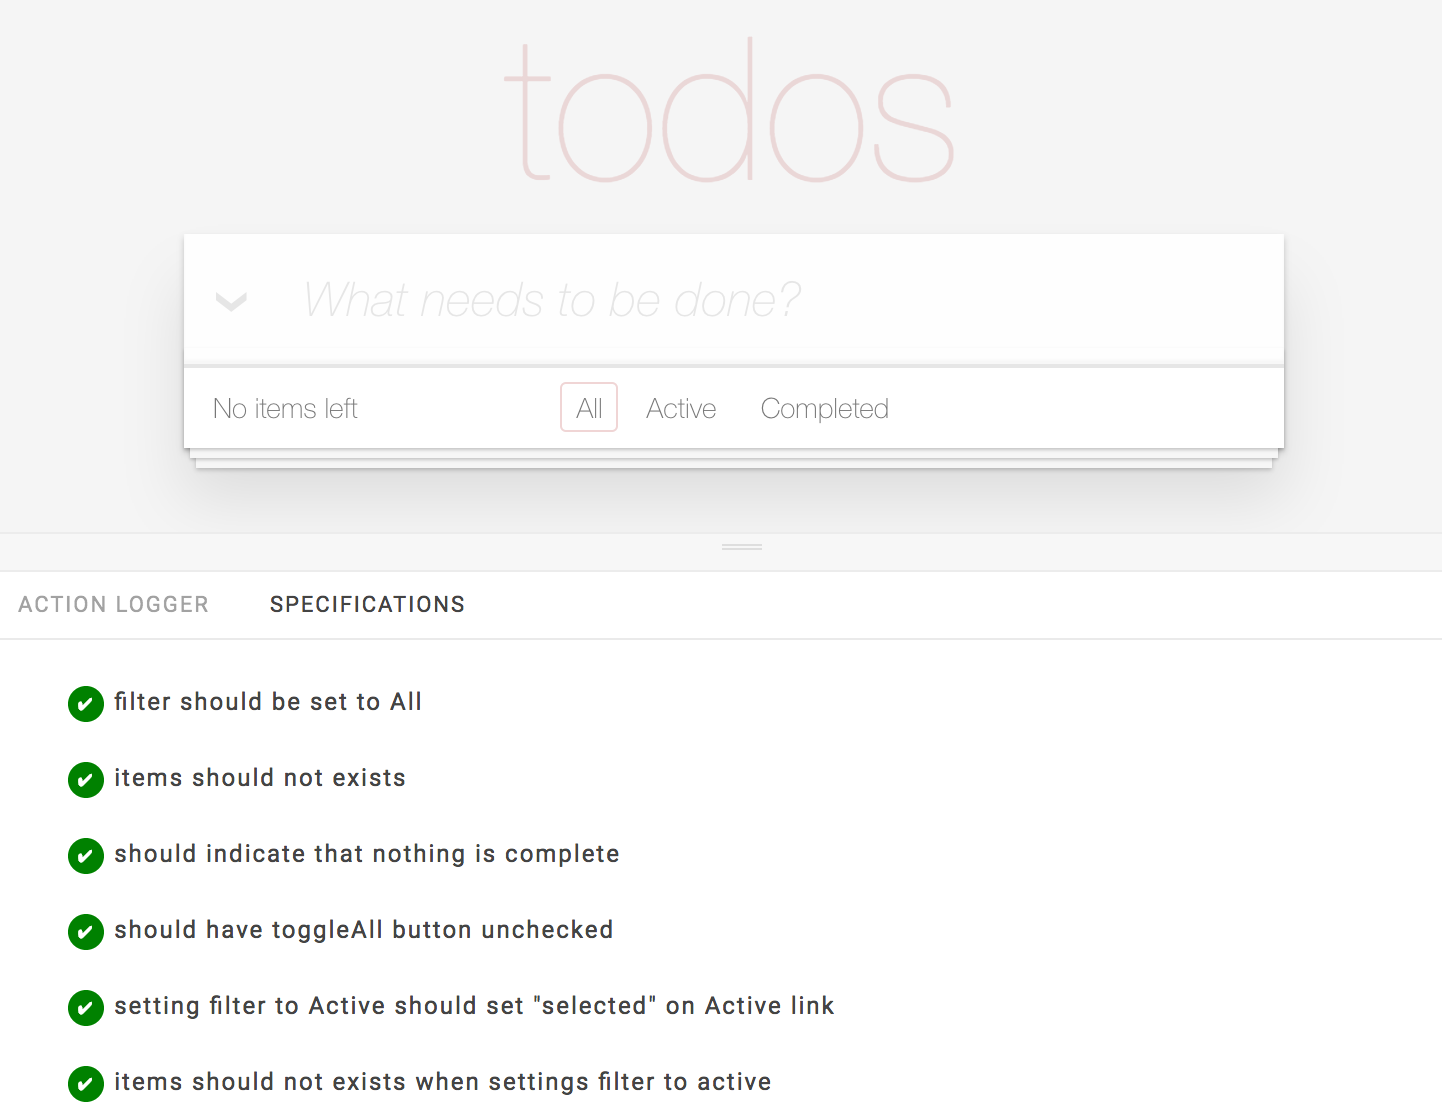 todos
What needs to be done?
No items left All Active Completed
ACTION LOGGER SPECIFICATIONS
filter should be set to All
items should not exists
should indicate that nothing is complete
should have toggleAll button unchecked
setting filter to Active should set "selected" on Active link
items should not exists when settings filter to active